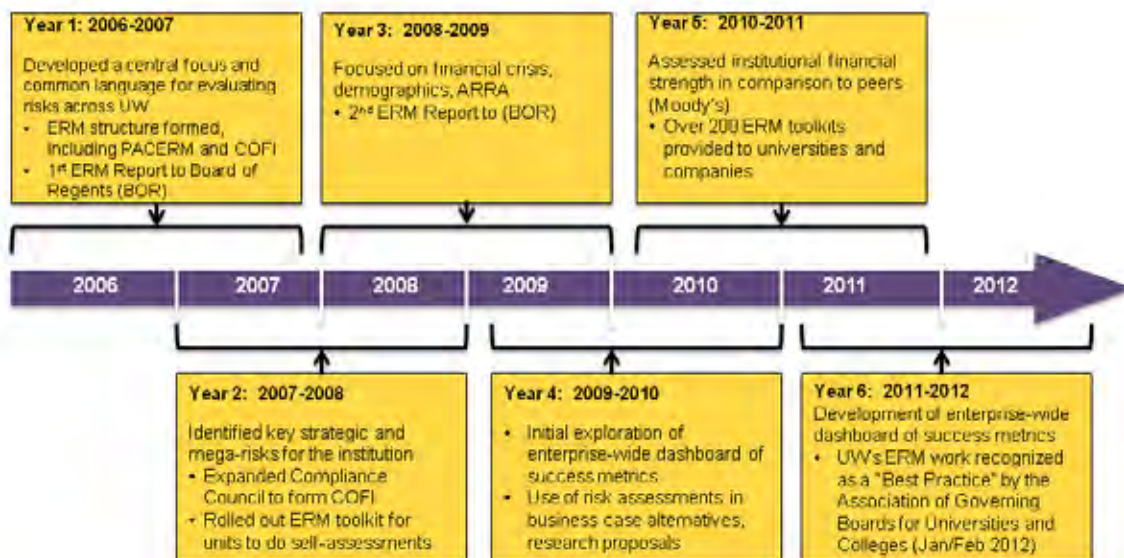 Year 1: 2006-2007
Developed a central focus and
common language for evaluating
risks across UW
• ERM structure formed,
including PACERM and COFI
• 1st ERM Report to Board of
Regents (BOR)
Year 3: 2008-2009
Focused on financial crisis,
demographics, ARRA
• 2nd ERM Report to (BOR)
Year 5: 2010-2011
Assessed institutional financial
strength in comparison to peers
(Moody's)
• Over 200 ERM toolkits
provided to universities and
companies
2006 2007 2008 2009 2010 2011 2012
Year 2: 2007-2008
Identified key strategic and
mega-risks for the institution
• Expanded Compliance
Council to form COFI
• Rolled out ERM toolkit for
units to do self-assessments
Year 4: 2009-2010
• Initial exploration of
enterprise-wide dashboard of
success metrics
• Use of risk assessments in
business case alternatives,
research proposals
Year 6: 2011-2012
Development of enterprise-wide
dashboard of success metrics
• UW's ERM work recognized
as a "Best Practice" by the
Association of Governing
Boards for Universities and
Colleges (Jan/Feb 2012)